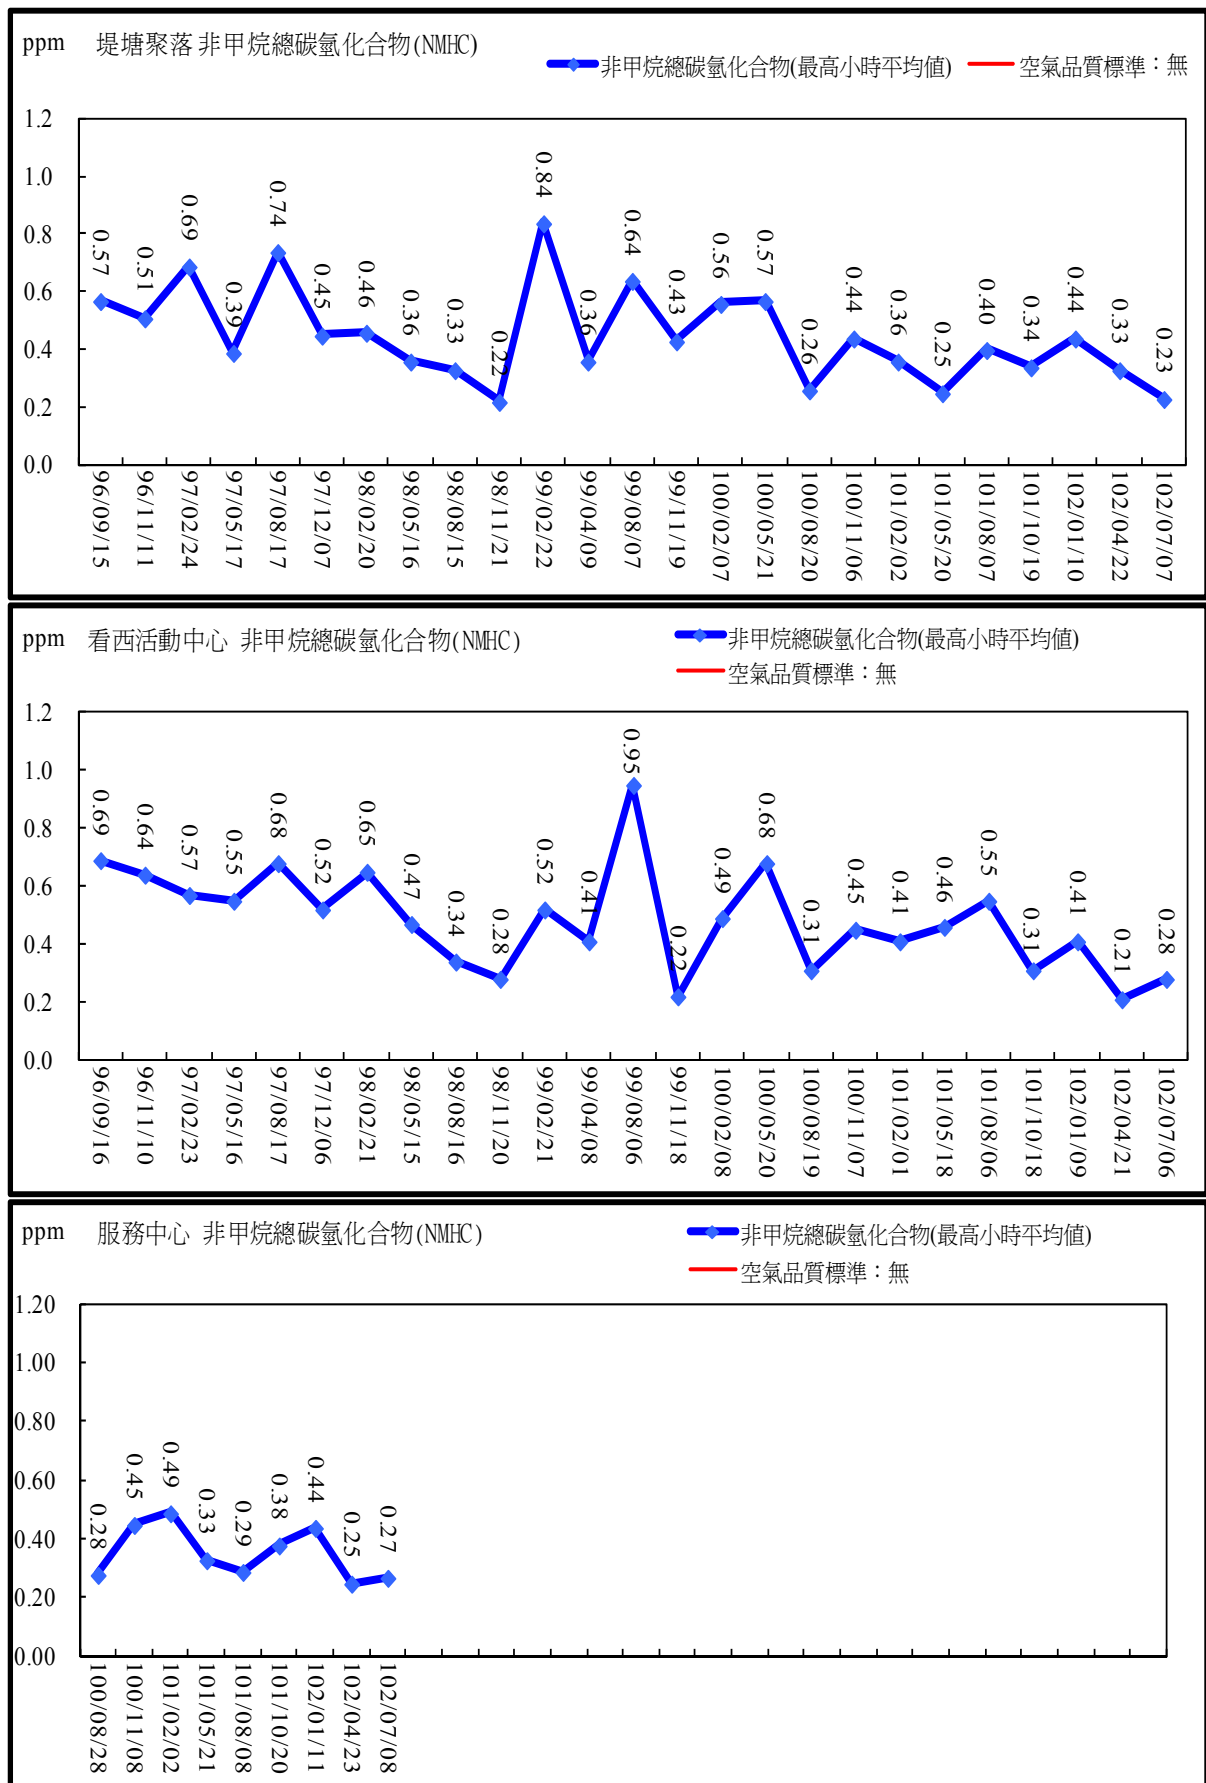 ppm 堤塘聚落 非甲烷總碳氫化合物(NMHC)
非甲烷總碳氫化合物(最高小時平均值) 空氣品質標準：無
1.2
1.0
0.8
0.6
0.4
0.2
0.0
0.57 0.51 0.69 0.39 0.74 0.45 0.46 0.36 0.33 0.22 0.84 0.36 0.64 0.43 0.56 0.57 0.26 0.44 0.36 0.25 0.40 0.34 0.44 0.33 0.23
96/09/15 96/11/11 97/02/24 97/05/17 97/08/17 97/12/07 98/02/20 98/05/16 98/08/15 98/11/21 99/02/22 99/04/09 99/08/07 99/11/19 100/02/07 100/05/21 100/08/20 100/11/06 101/02/02 101/05/20 101/08/07 101/10/19 102/01/10 102/04/22 102/07/07
ppm 看西活動中心 非甲烷總碳氫化合物(NMHC)
非甲烷總碳氫化合物(最高小時平均值)
空氣品質標準：無
1.2
1.0
0.8
0.6
0.4
0.2
0.0
0.69 0.64 0.57 0.55 0.68 0.52 0.65 0.47 0.34 0.28 0.52 0.41 0.95 0.22 0.49 0.68 0.31 0.45 0.41 0.46 0.55 0.31 0.41 0.21 0.28
96/09/16 96/11/10 97/02/23 97/05/16 97/08/17 97/12/06 98/02/21 98/05/15 98/08/16 98/11/20 99/02/21 99/04/08 99/08/06 99/11/18 100/02/08 100/05/20 100/08/19 100/11/07 101/02/01 101/05/18 101/08/06 101/10/18 102/01/09 102/04/21 102/07/06
ppm 服務中心 非甲烷總碳氫化合物(NMHC)
非甲烷總碳氫化合物(最高小時平均值)
空氣品質標準：無
1.20
1.00
0.80
0.60
0.40
0.20
0.00
0.28 0.45 0.49 0.33 0.29 0.38 0.44 0.25 0.27
100/08/28 100/11/08 101/02/02 101/05/21 101/08/08 101/10/20 102/01/11 102/04/23 102/07/08